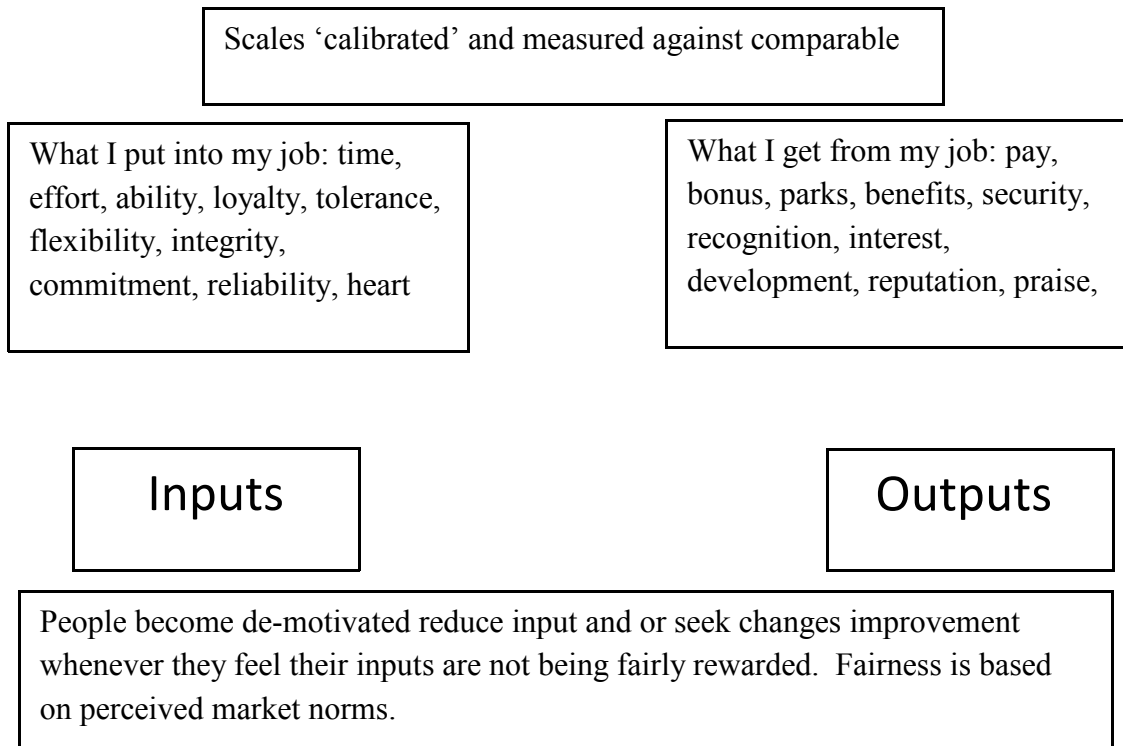 Scales ‘calibrated’ and measured against comparable
What I put into my job: time,
effort, ability, loyalty, tolerance,
flexibility, integrity,
commitment, reliability, heart
What I get from my job: pay,
bonus, parks, benefits, security,
recognition, interest,
development, reputation, praise,
Inputs
Outputs
People become de-motivated reduce input and or seek changes improvement
whenever they feel their inputs are not being fairly rewarded.  Fairness is based
on perceived market norms.